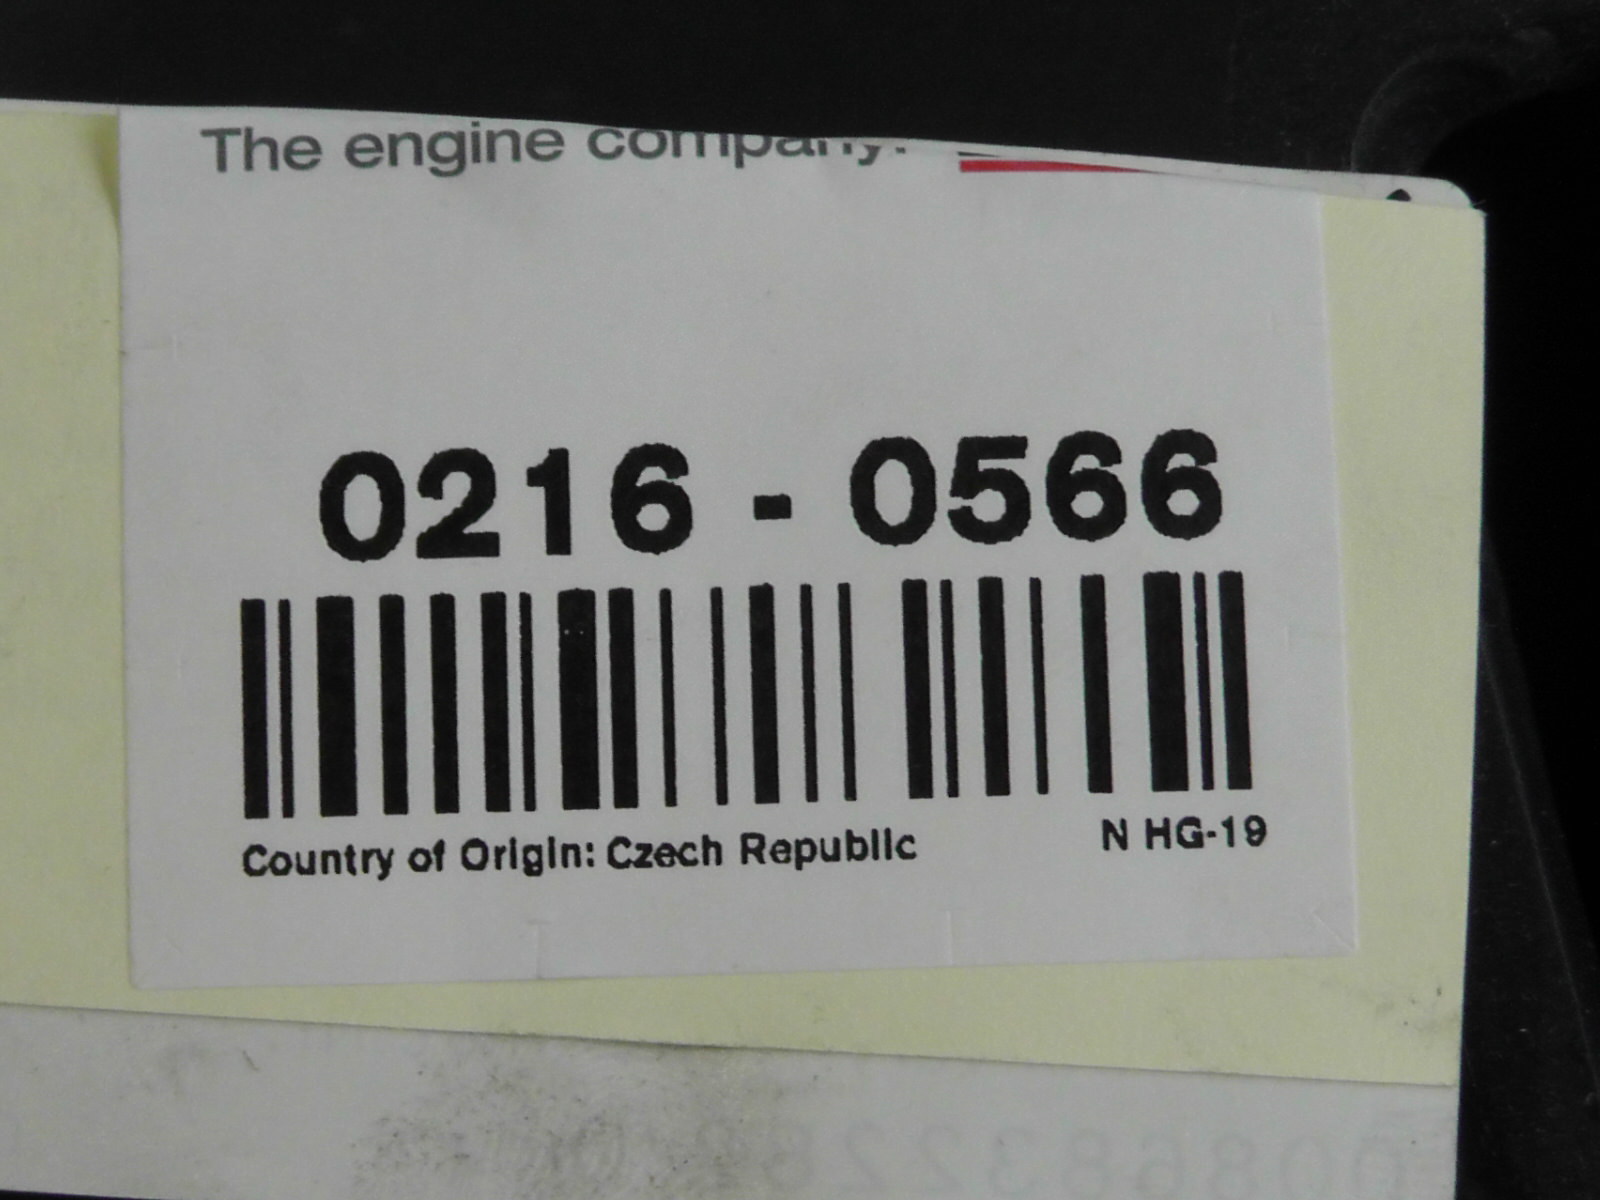 The engine company.
0216 - 0566
Country of Origin: Czech Republic N HG-19